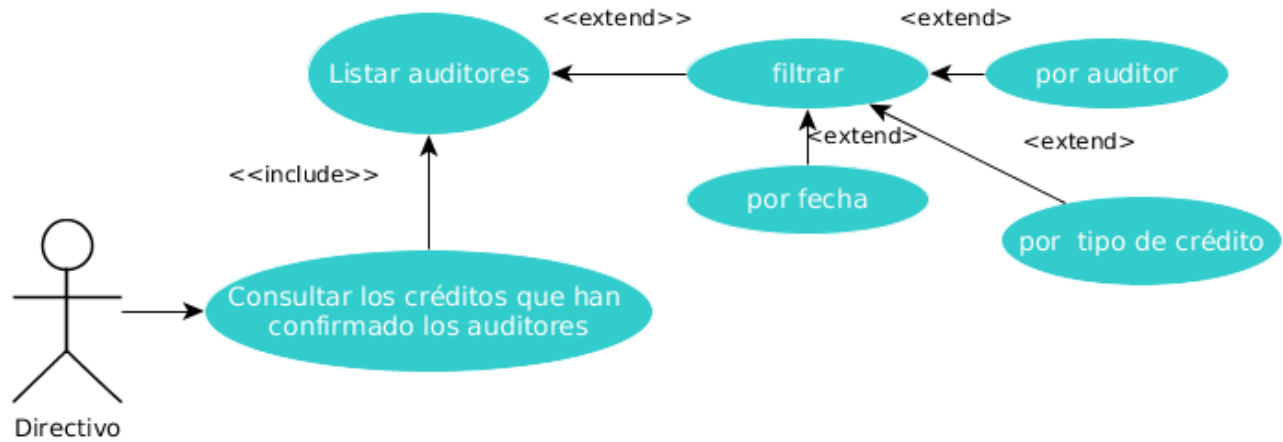 <<extend>>
<extend>
Listar auditores
filtrar
por auditor
<extend>
<extend>
<<include>>
por fecha
por tipo de crédito
Consultar los créditos que han
confirmado los auditores
Directivo